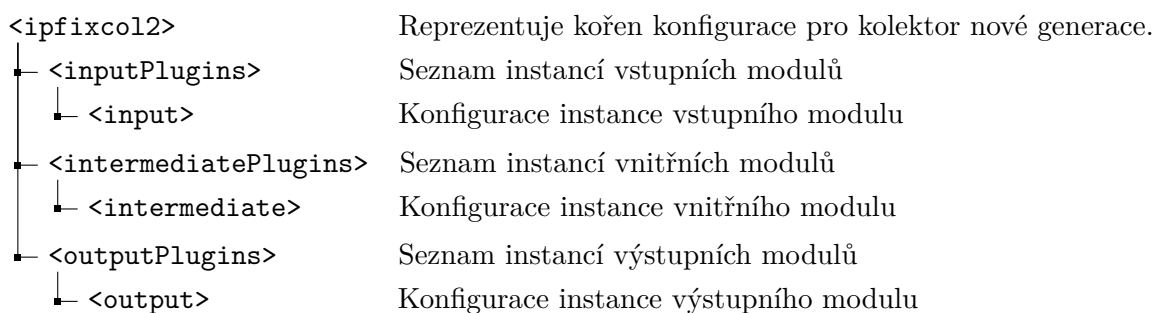 <ipfixcol2> Reprezentuje kořen konfigurace pro kolektor nové generace.
<inputPlugins> Seznam instancí vstupních modulů
<input> Konfigurace instance vstupního modulu
<intermediatePlugins> Seznam instancí vnitřních modulů
<intermediate> Konfigurace instance vnitřního modulu
<outputPlugins> Seznam instancí výstupních modulů
<output> Konfigurace instance výstupního modulu